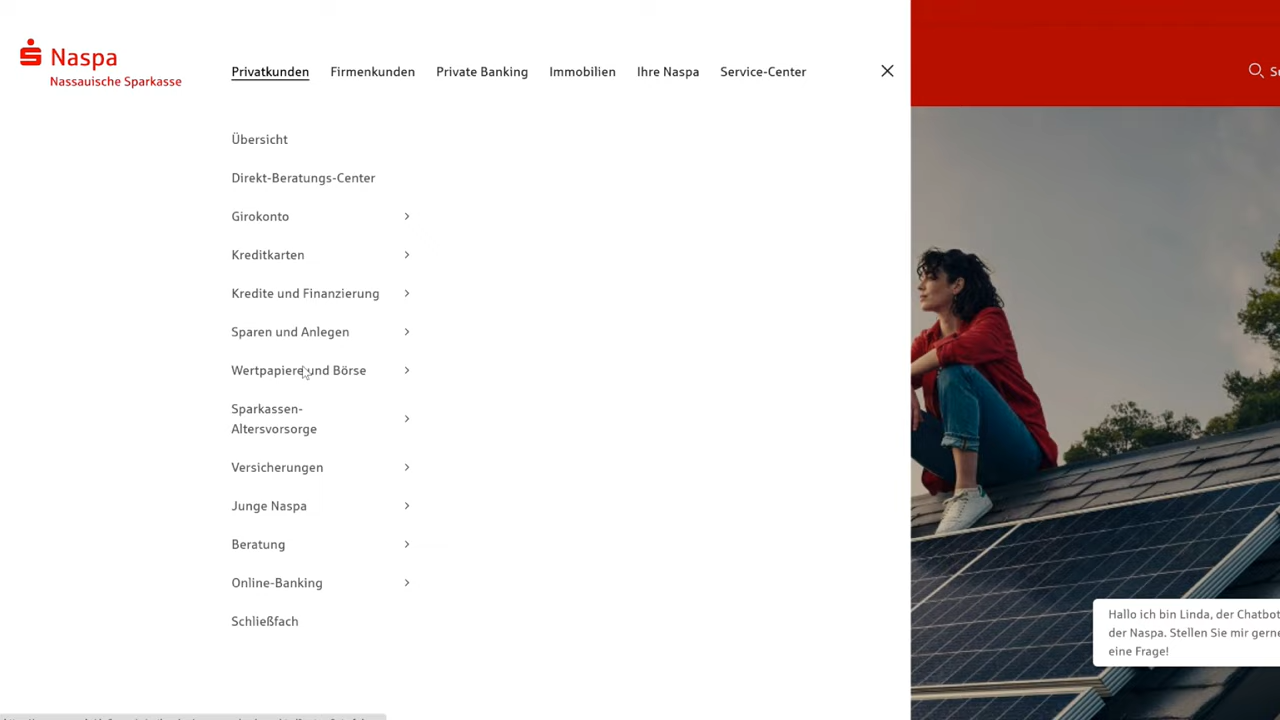 Naspa
Nassauische Sparkasse
Privatkunden Firmenkunden Private Banking Immobilien Ihre Naspa Service-Center
Übersicht
Direkt-Beratungs-Center
Girokonto
Kreditkarten
Kredite und Finanzierung
Sparen und Anlegen
Wertpapiere und Börse
Sparkassen-
Altersvorsorge
Versicherungen
Junge Naspa
Beratung
Online-Banking
Schließfach
Hallo ich bin Linda, der Chatbot
der Naspa. Stellen Sie mir gerne
eine Frage!